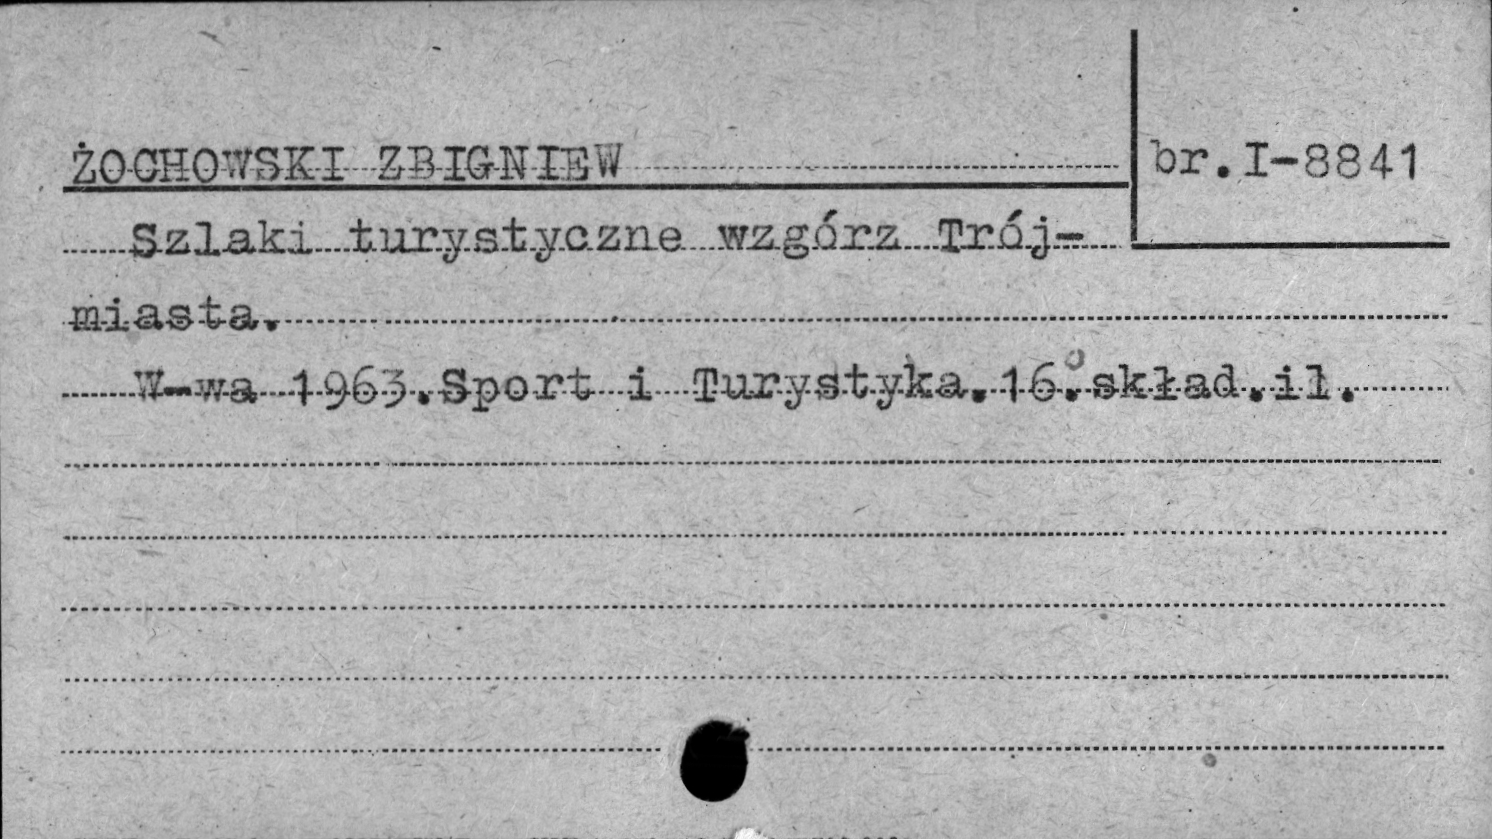 ŻOCHOWSKI ZBIGNIEW
br.I-8841
Szlaki turystyczne wzgórz Trój-
miasta.
W-wa 1963.Sport i Turystyka.16°.skład.il.